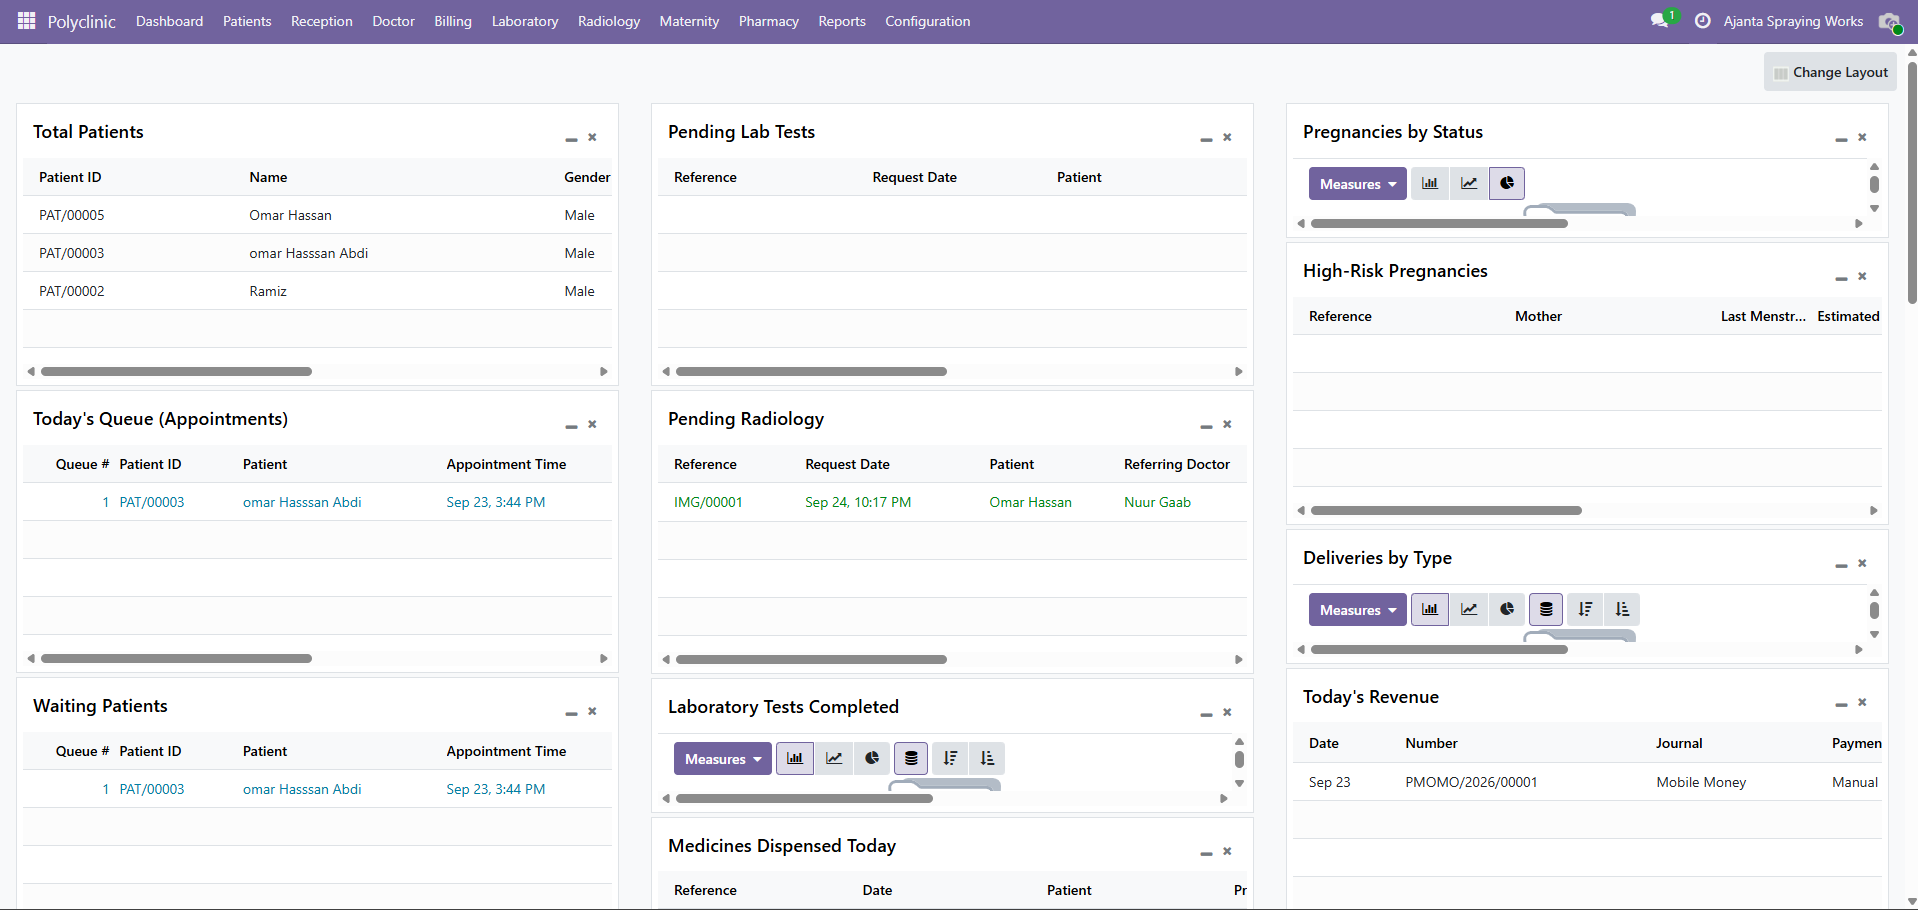 Polyclinic Dashboard Patients Reception Doctor Billing Laboratory Radiology Maternity Pharmacy Reports Configuration 1 Ajanta Spraying Works
Change Layout
Total Patients
Patient ID Name Gender
PAT/00005 Omar Hassan Male
PAT/00003 omar Hasssan Abdi Male
PAT/00002 Ramiz Male
Today's Queue (Appointments)
Queue # Patient ID Patient Appointment Time
1 PAT/00003 omar Hasssan Abdi Sep 23, 3:44 PM
Waiting Patients
Queue # Patient ID Patient Appointment Time
1 PAT/00003 omar Hasssan Abdi Sep 23, 3:44 PM
Pending Lab Tests
Reference Request Date Patient
Pending Radiology
Reference Request Date Patient Referring Doctor
IMG/00001 Sep 24, 10:17 PM Omar Hassan Nuur Gaab
Laboratory Tests Completed
Measures
Medicines Dispensed Today
Reference Date Patient Pr
Pregnancies by Status
Measures
High-Risk Pregnancies
Reference Mother Last Menstr... Estimated
Deliveries by Type
Measures
Today's Revenue
Date Number Journal Paymen
Sep 23 PMOMO/2026/00001 Mobile Money Manual